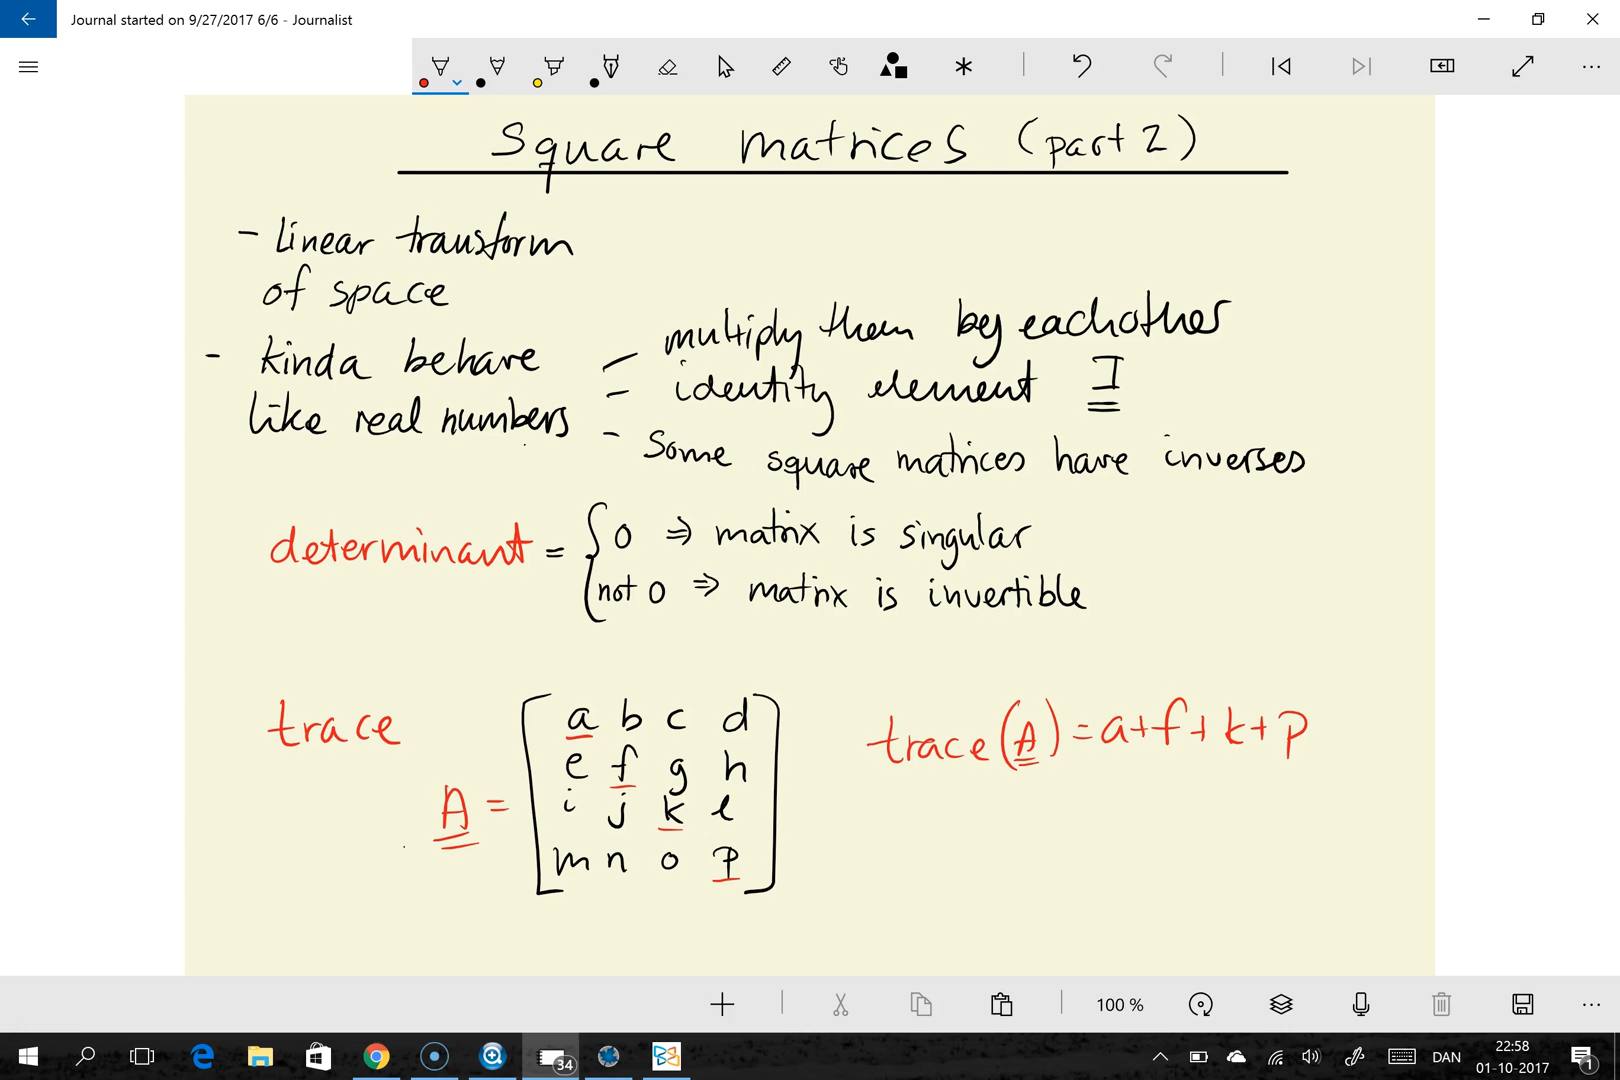 Journal started on 9/27/2017 6/6 - Journalist
Square matrices (part 2)
- Linear transform
of space
- kinda behave
like real numbers
- multiply them by eachother
- identity element I
- Some square matrices have inverses
determinant = { 0 ⇒ matrix is singular
not 0 ⇒ matrix is invertible
trace
A =
a b c d
e f g h
i j k l
m n o p
trace(A) = a+f+k+p
100 %
34
DAN
22:58
01-10-2017
1